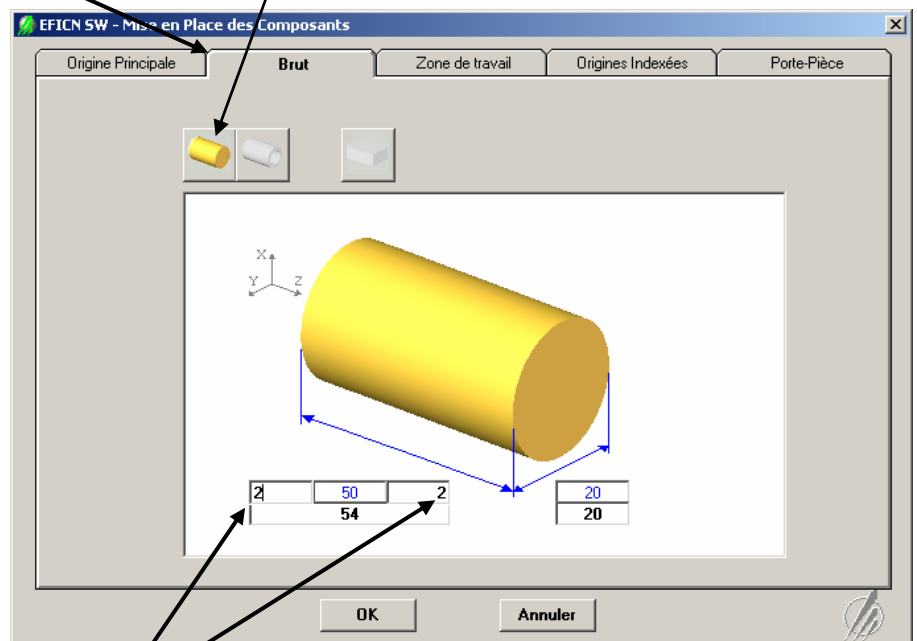 EFICN SW - Mise en Place des Composants
Origine Principale Brut Zone de travail Origines Indexées Porte-Pièce
X
Y Z
2 50 2 20
54 20
OK Annuler